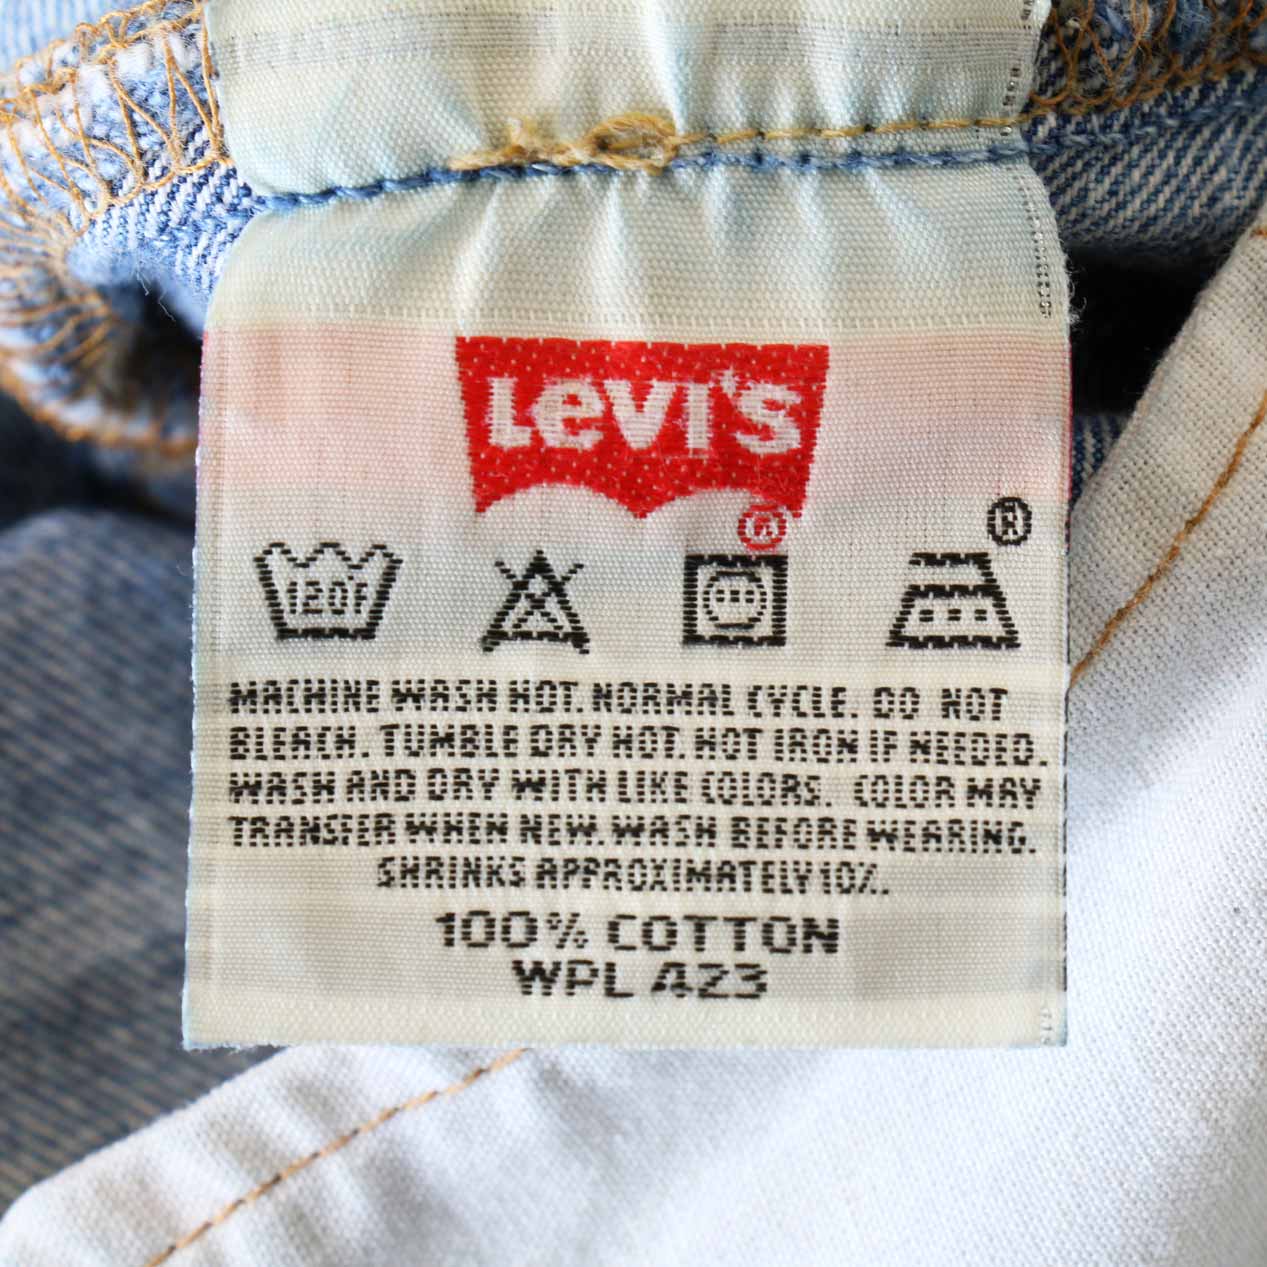 Levi's
®
®
120F
MACHINE WASH HOT. NORMAL CYCLE. DO NOT
BLEACH. TUMBLE DRY HOT. HOT IRON IF NEEDED.
WASH AND DRY WITH LIKE COLORS. COLOR MAY
TRANSFER WHEN NEW. WASH BEFORE WEARING.
SHRINKS APPROXIMATELY 10%.
100% COTTON
WPL 423